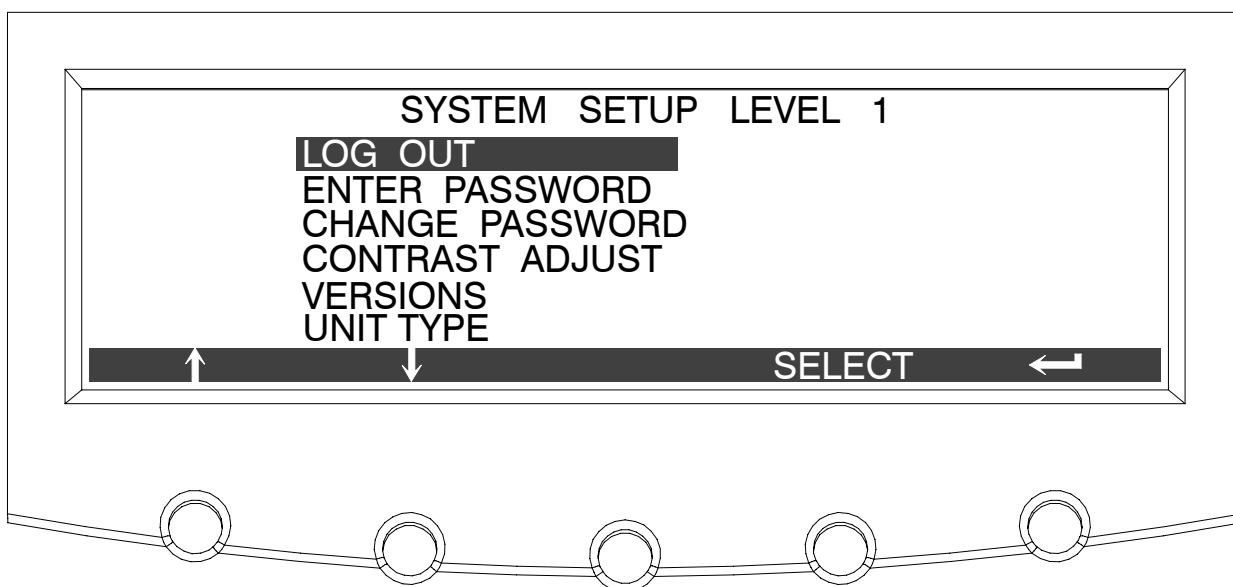 SYSTEM SETUP LEVEL 1
LOG OUT
ENTER PASSWORD
CHANGE PASSWORD
CONTRAST ADJUST
VERSIONS
UNIT TYPE
SELECT